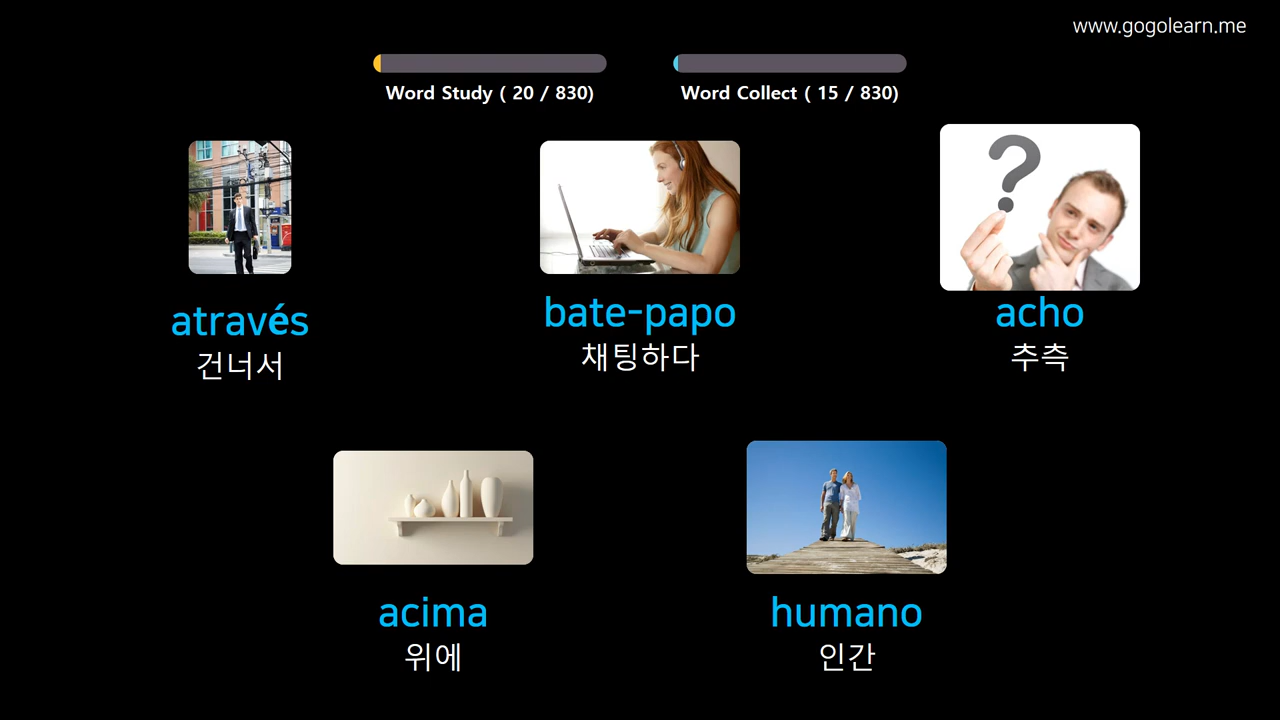 www.gogolearn.me
Word Study ( 20 / 830)
Word Collect ( 15 / 830)
através
건너서
bate-papo
채팅하다
acho
추측
acima
위에
humano
인간